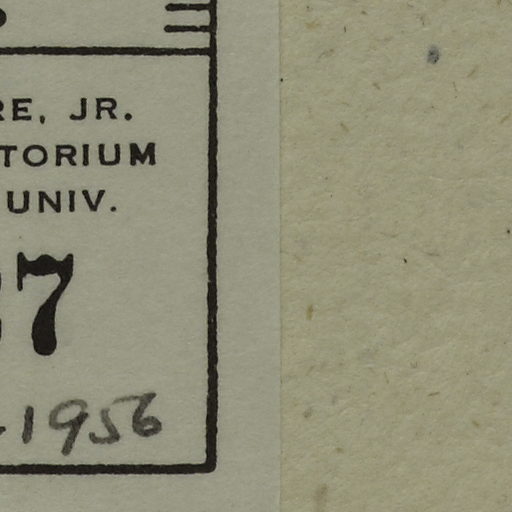 RE, JR.
TORIUM
UNIV.
7
1956